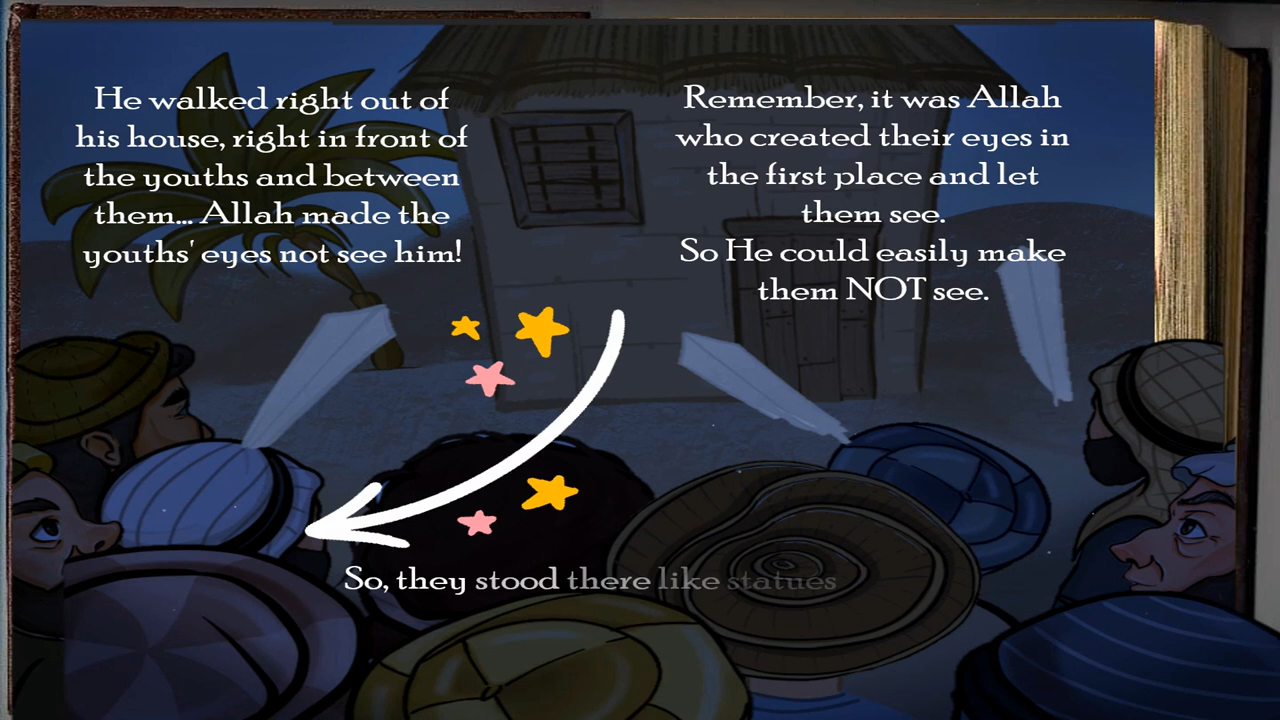 He walked right out of
his house, right in front of
the youths and between
them... Allah made the
youths' eyes not see him!
Remember, it was Allah
who created their eyes in
the first place and let
them see.
So He could easily make
them NOT see.
So, they stood there like statues